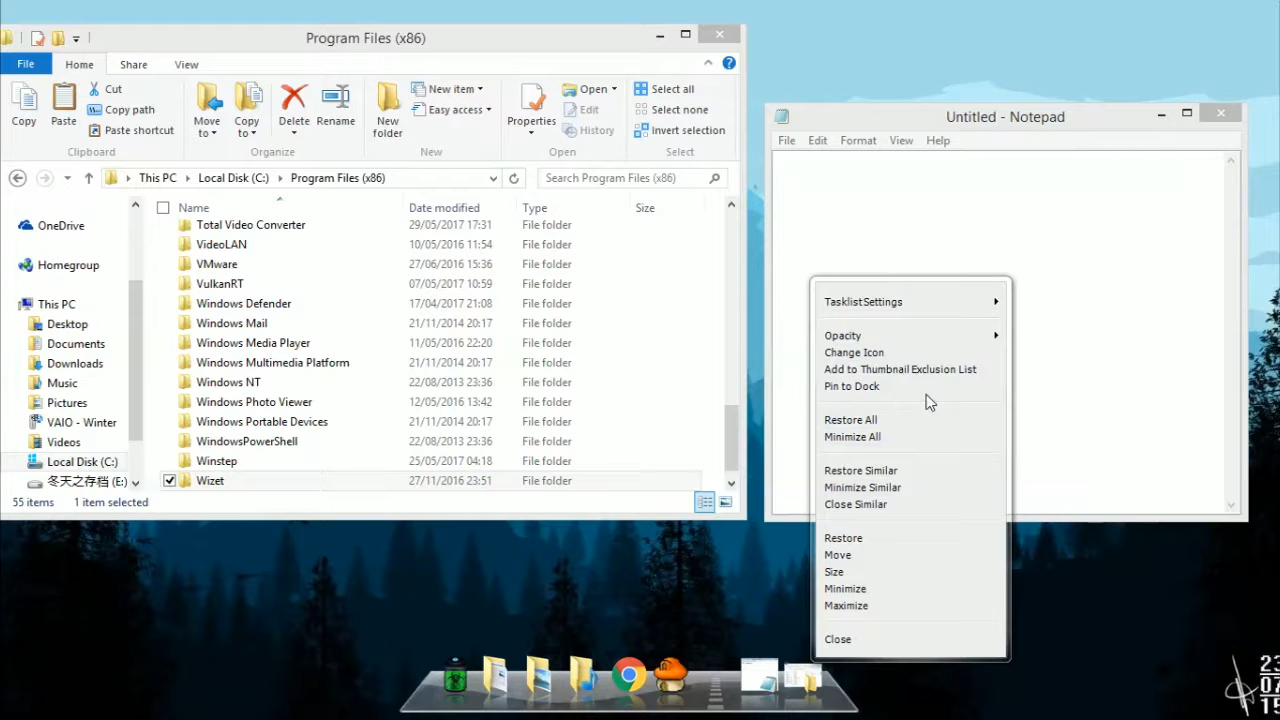 Program Files (x86)
File Home Share View
Copy
Paste
Cut
Copy path
Paste shortcut
Clipboard
Move to
Copy to
Delete
Rename
Organize
New folder
New item
Easy access
New
Properties
Open
Edit
History
Open
Select all
Select none
Invert selection
Select
This PC Local Disk (C:) Program Files (x86)
Search Program Files (x86)
OneDrive
Homegroup
This PC
Desktop
Documents
Downloads
Music
Pictures
VAIO - Winter
Videos
Local Disk (C:)
冬天之存档 (E:)
Name Date modified Type Size
Total Video Converter 29/05/2017 17:31 File folder
VideoLAN 10/05/2016 11:54 File folder
VMware 27/06/2016 15:36 File folder
VulkanRT 07/05/2017 10:59 File folder
Windows Defender 17/04/2017 21:08 File folder
Windows Mail 21/11/2014 20:17 File folder
Windows Media Player 11/05/2016 22:20 File folder
Windows Multimedia Platform 21/11/2014 20:17 File folder
Windows NT 22/08/2013 23:36 File folder
Windows Photo Viewer 12/05/2016 13:42 File folder
Windows Portable Devices 21/11/2014 20:17 File folder
WindowsPowerShell 22/08/2013 23:36 File folder
Winstep 25/05/2017 04:18 File folder
Wizet 27/11/2016 23:51 File folder
55 items 1 item selected
Untitled - Notepad
File Edit Format View Help
TasklistSettings
Opacity
Change Icon
Add to Thumbnail Exclusion List
Pin to Dock
Restore All
Minimize All
Restore Similar
Minimize Similar
Close Similar
Restore
Move
Size
Minimize
Maximize
Close
23
07
15